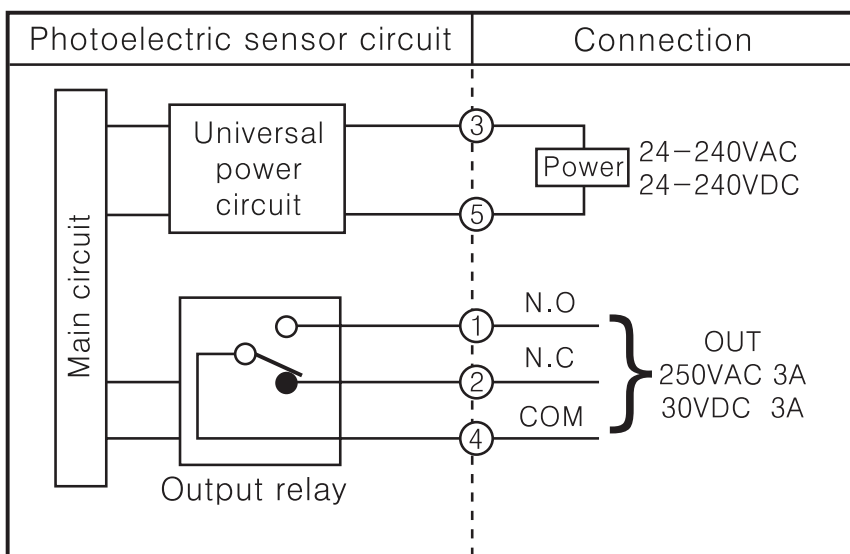 Photoelectric sensor circuit
Connection
Main circuit
Universal
power
circuit
3
5
Power
24-240VAC
24-240VDC
1
N.O
2
N.C
4
COM
OUT
250VAC 3A
30VDC 3A
Output relay